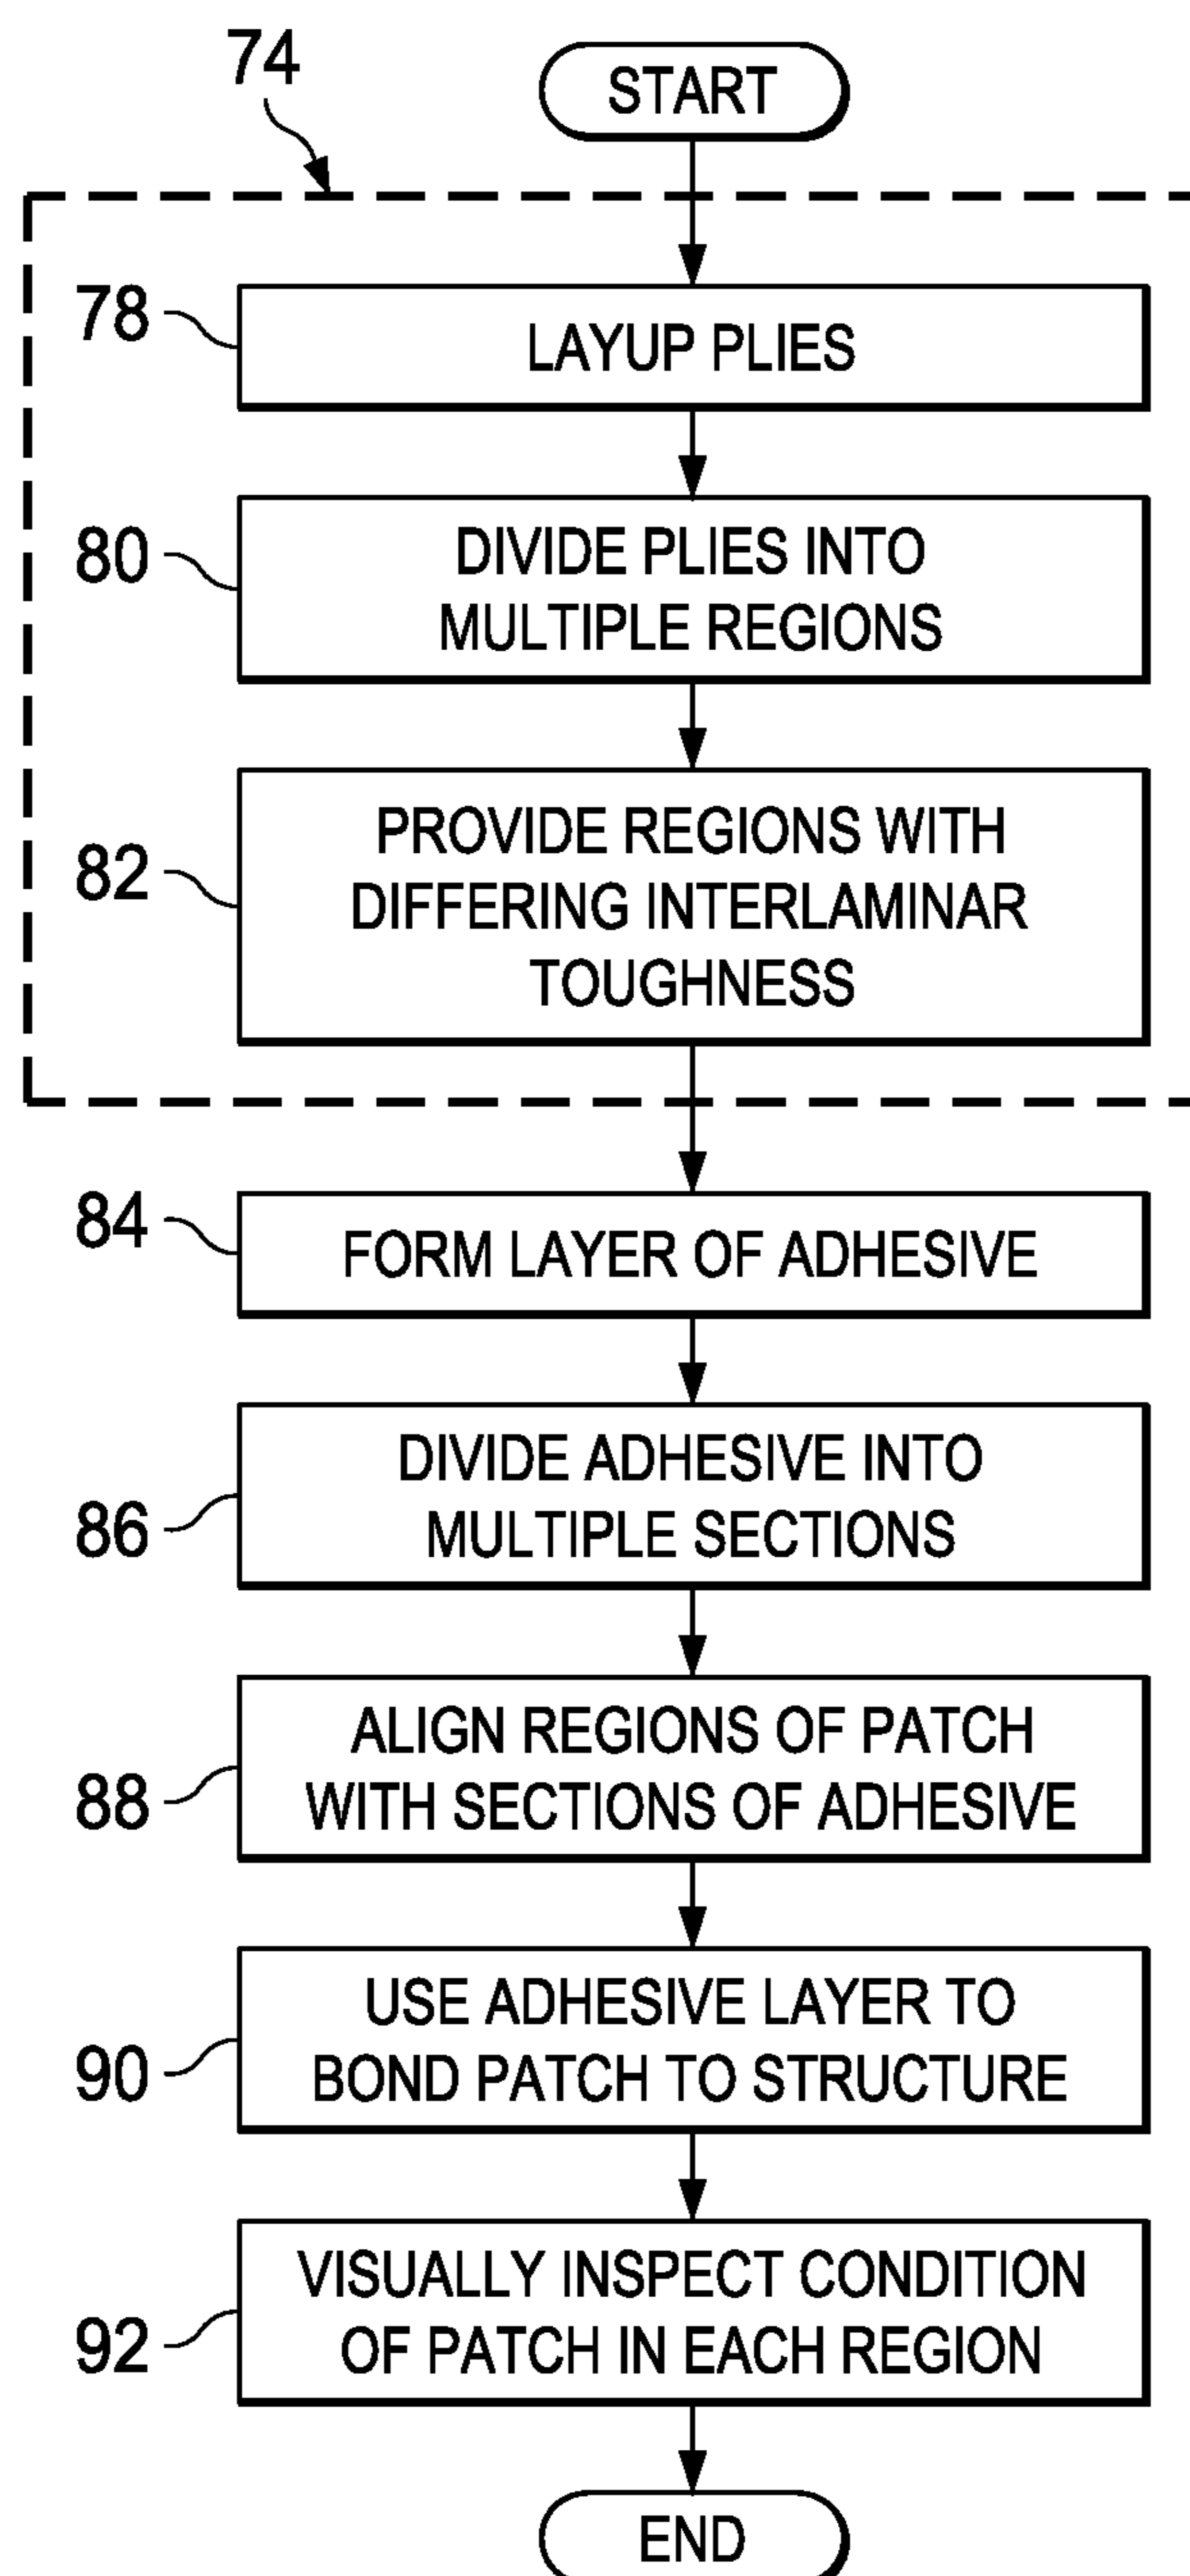 74
START
78
LAYUP PLIES
80
DIVIDE PLIES INTO
MULTIPLE REGIONS
82
PROVIDE REGIONS WITH
DIFFERING INTERLAMINAR
TOUGHNESS
84
FORM LAYER OF ADHESIVE
86
DIVIDE ADHESIVE INTO
MULTIPLE SECTIONS
88
ALIGN REGIONS OF PATCH
WITH SECTIONS OF ADHESIVE
90
USE ADHESIVE LAYER TO
BOND PATCH TO STRUCTURE
92
VISUALLY INSPECT CONDITION
OF PATCH IN EACH REGION
END